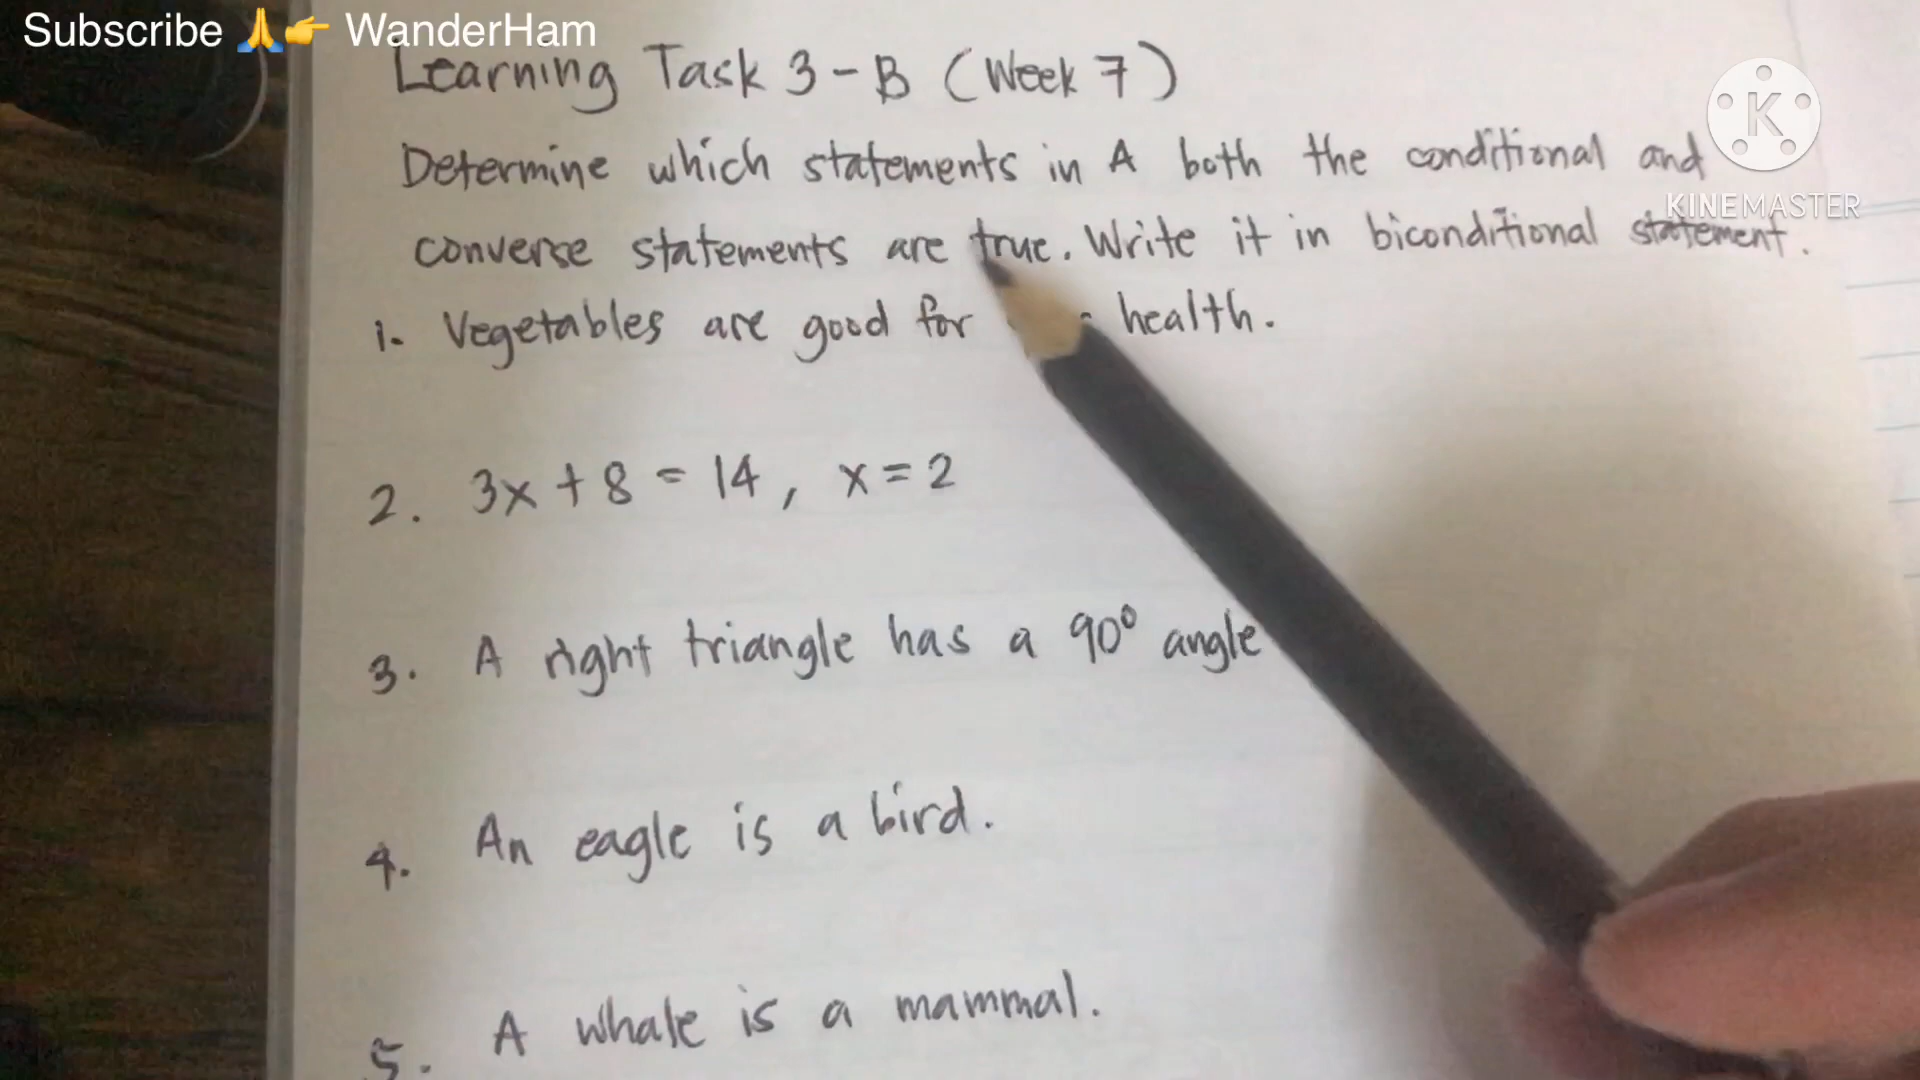 Subscribe 🙏👉 WanderHam
Learning Task 3-B (Week 7)
Determine which statements in A both the conditional and
converse statements are true. Write it in biconditional statement.
1. Vegetables are good for health.
2. 3x + 8 = 14, x = 2
3. A right triangle has a 90° angle
4. An eagle is a bird.
5. A whale is a mammal.
K
KINEMASTER